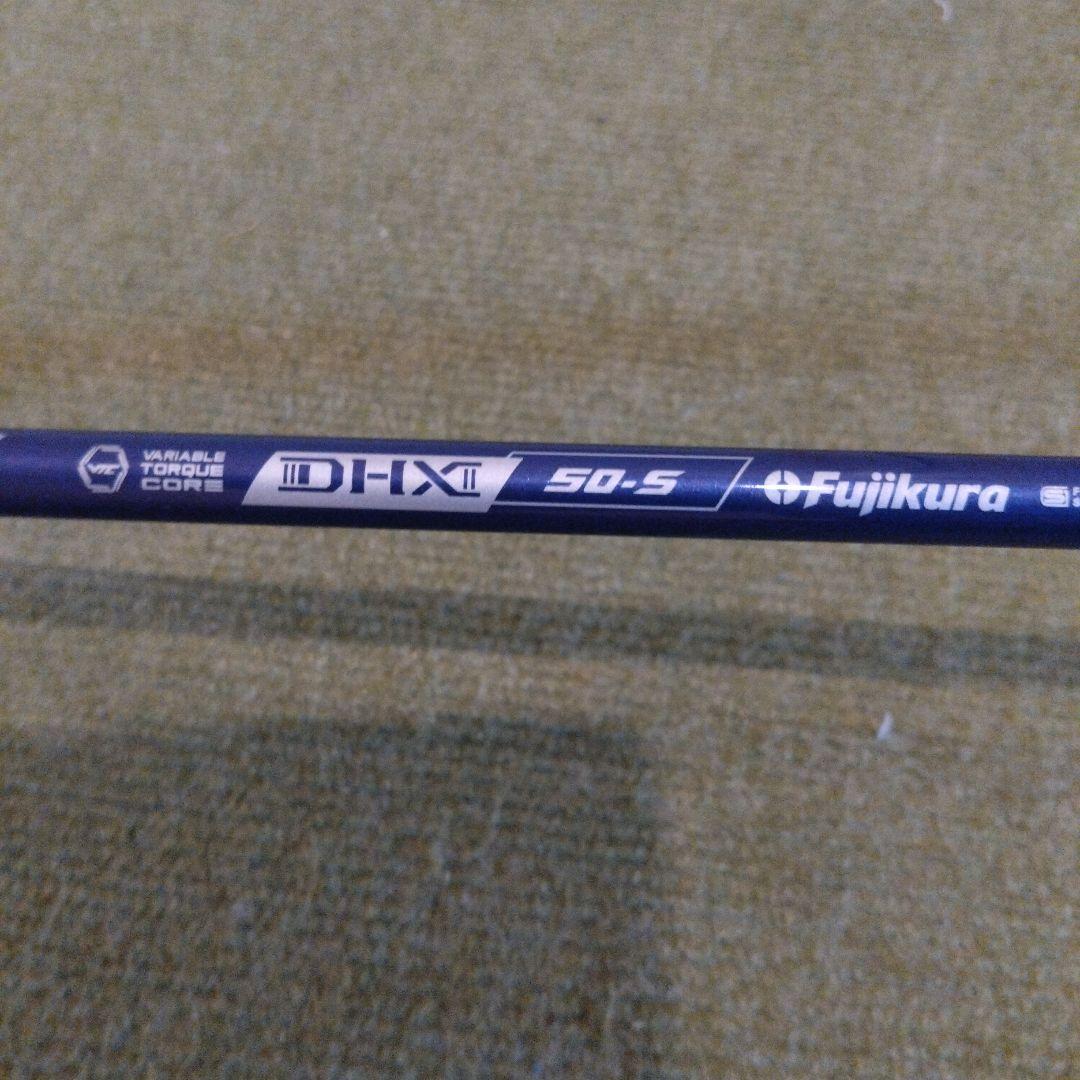 VTC
VARIABLE
TORQUE
CORE
DHX
50-S
Fujikura